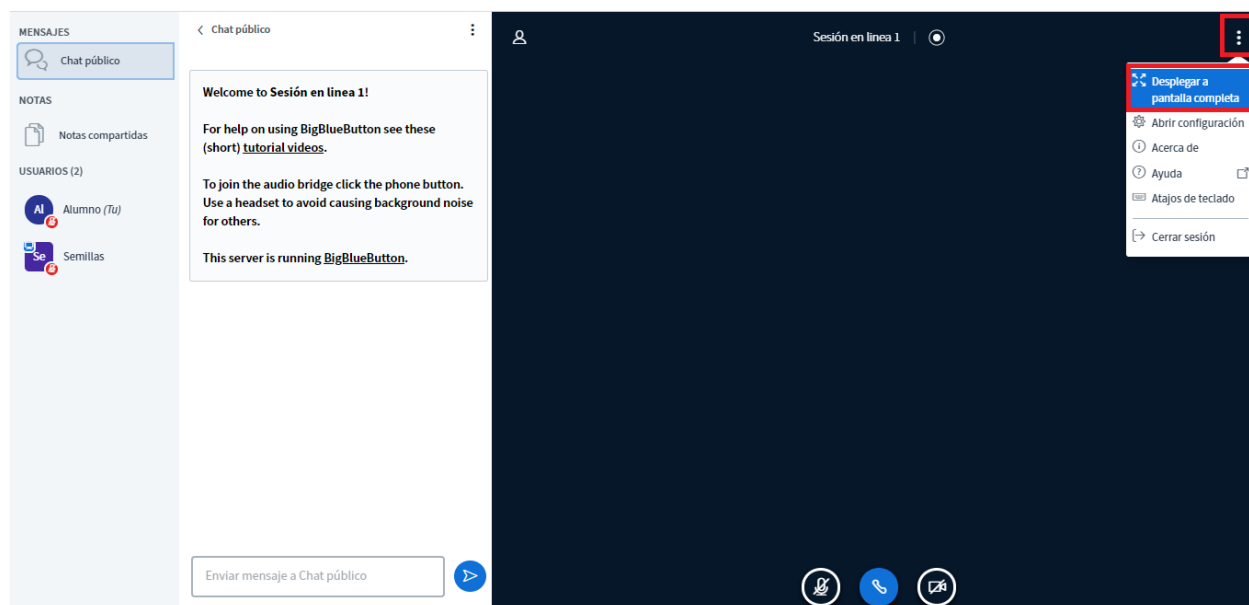 MENSAJES
Chat público
NOTAS
Notas compartidas
USUARIOS (2)
Al
Alumno (Tu)
Se
Semillas
Chat público
Welcome to Sesión en linea 1!
For help on using BigBlueButton see these
(short) tutorial videos.
To join the audio bridge click the phone button.
Use a headset to avoid causing background noise
for others.
This server is running BigBlueButton.
Enviar mensaje a Chat público
Sesión en linea 1
Desplegar a
pantalla completa
Abrir configuración
Acerca de
Ayuda
Atajos de teclado
Cerrar sesión